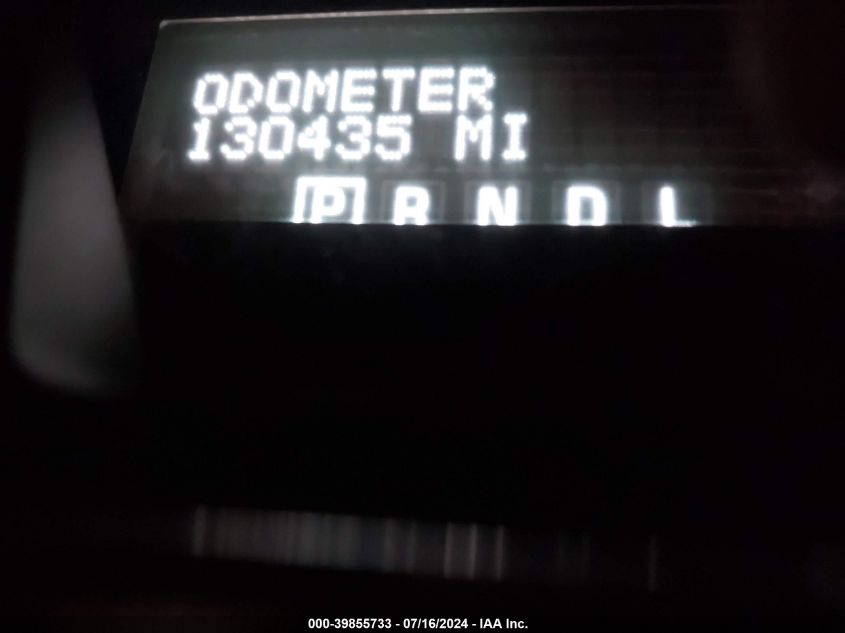 ODOMETER
130435 MI
P R N D L
000-39855733 - 07/16/2024 - IAA Inc.